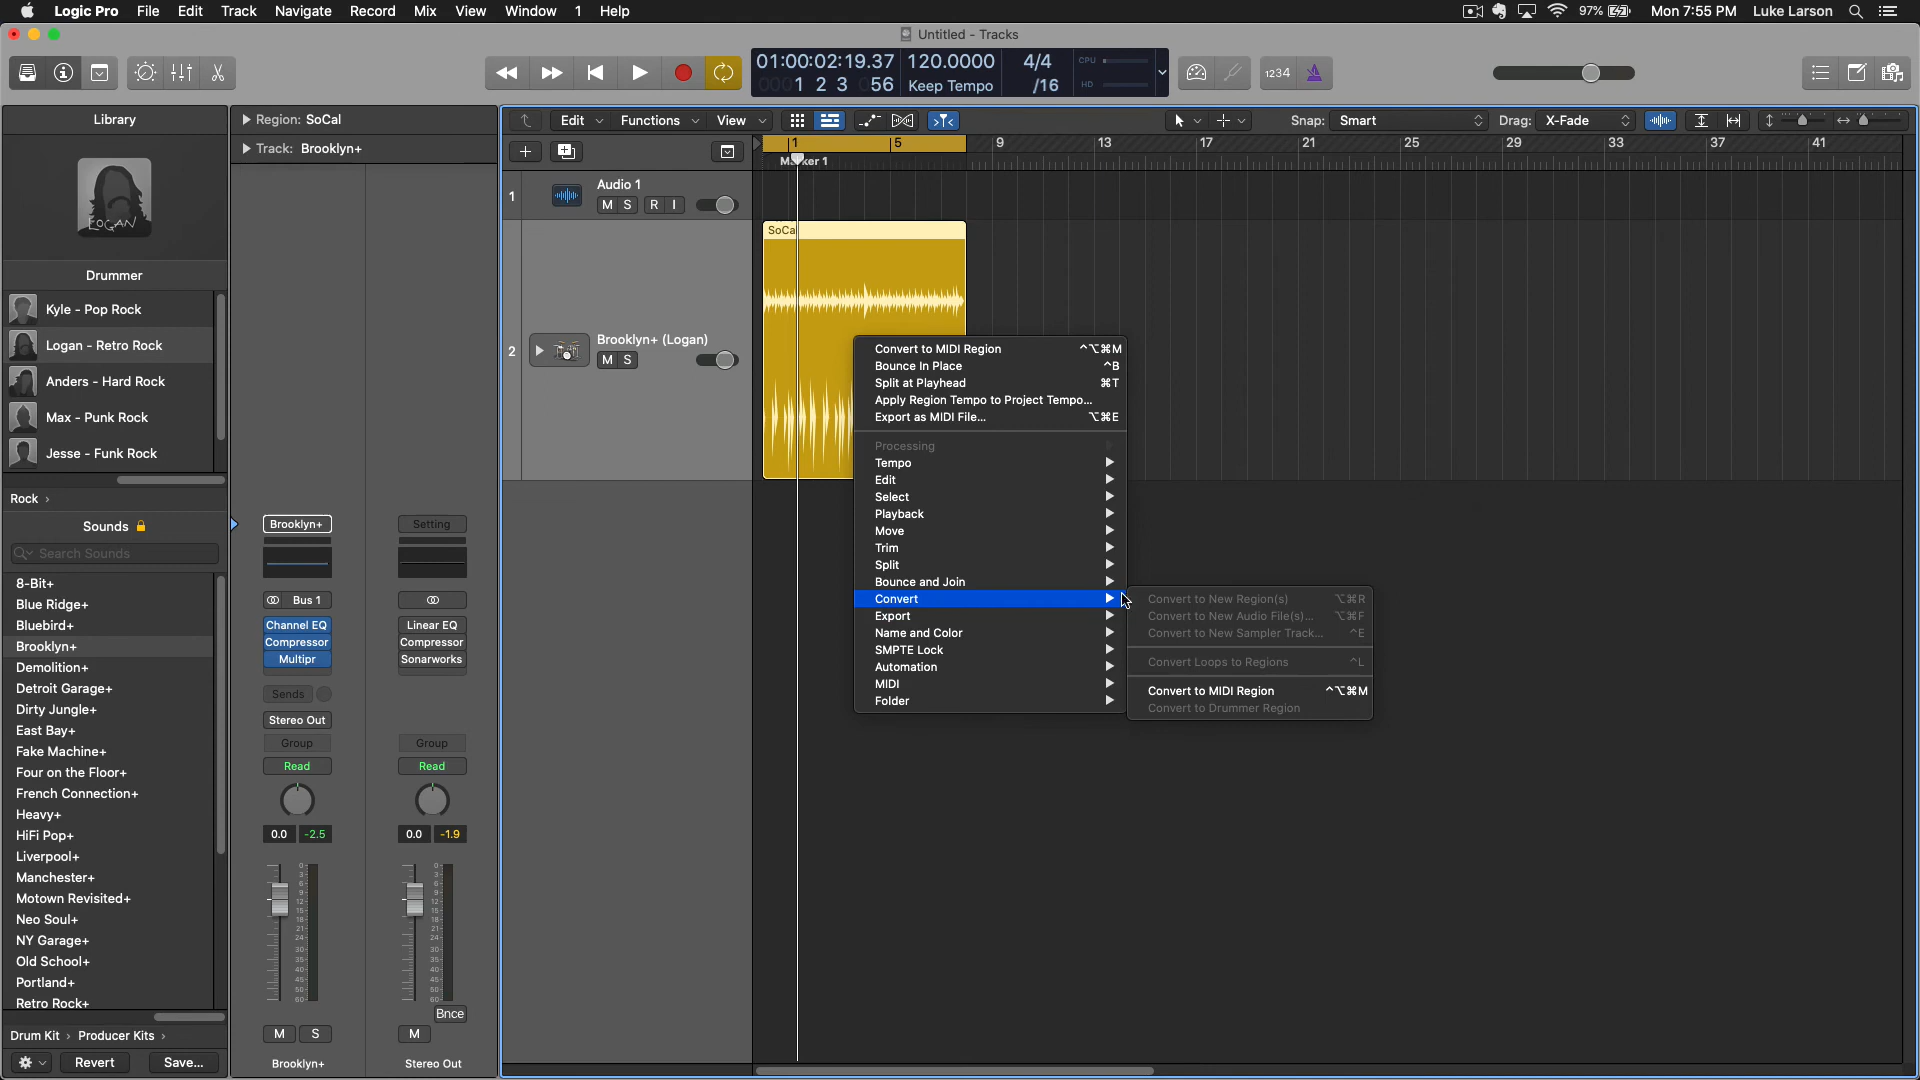 Logic Pro File Edit Track Navigate Record Mix View Window 1 Help 97% Mon 7:55 PM Luke Larson
Untitled - Tracks
01:00:02:19.37 120.0000 4/4 CPU
0001 2 3 056 Keep Tempo /16 HD
1234
Library
Region: SoCal
Edit Functions View Snap: Smart Drag: X-Fade
Track: Brooklyn+
1 5 9 13 17 21 25 29 33 37 41
LOGAN
1 Audio 1
M S R I
SoCal
Drummer
Kyle - Pop Rock
Logan - Retro Rock
Anders - Hard Rock
Max - Punk Rock
Jesse - Funk Rock
2 Brooklyn+ (Logan)
M S
Convert to MIDI Region ^⌥⌘M
Bounce In Place ^B
Split at Playhead ⌘T
Apply Region Tempo to Project Tempo...
Export as MIDI File... ⌥⌘E
Processing
Tempo
Edit
Select
Playback
Move
Trim
Split
Bounce and Join
Convert
Export
Name and Color
SMPTE Lock
Automation
MIDI
Folder
Convert to New Region(s) ⌥⌘R
Convert to New Audio File(s)... ⌥⌘F
Convert to New Sampler Track... ^E
Convert Loops to Regions ^L
Convert to MIDI Region ^⌥⌘M
Convert to Drummer Region
Rock
Sounds
Search Sounds
8-Bit+
Blue Ridge+
Bluebird+
Brooklyn+
Demolition+
Detroit Garage+
Dirty Jungle+
East Bay+
Fake Machine+
Four on the Floor+
French Connection+
Heavy+
HiFi Pop+
Liverpool+
Manchester+
Motown Revisited+
Neo Soul+
NY Garage+
Old School+
Portland+
Retro Rock+
Drum Kit Producer Kits
Revert Save...
Brooklyn+ Setting
Bus 1
Channel EQ Linear EQ
Compressor Compressor
Multipr Sonarworks
Sends
Stereo Out
Group Group
Read Read
0.0 -2.5 0.0 -1.9
Bnce
M S M
Brooklyn+ Stereo Out